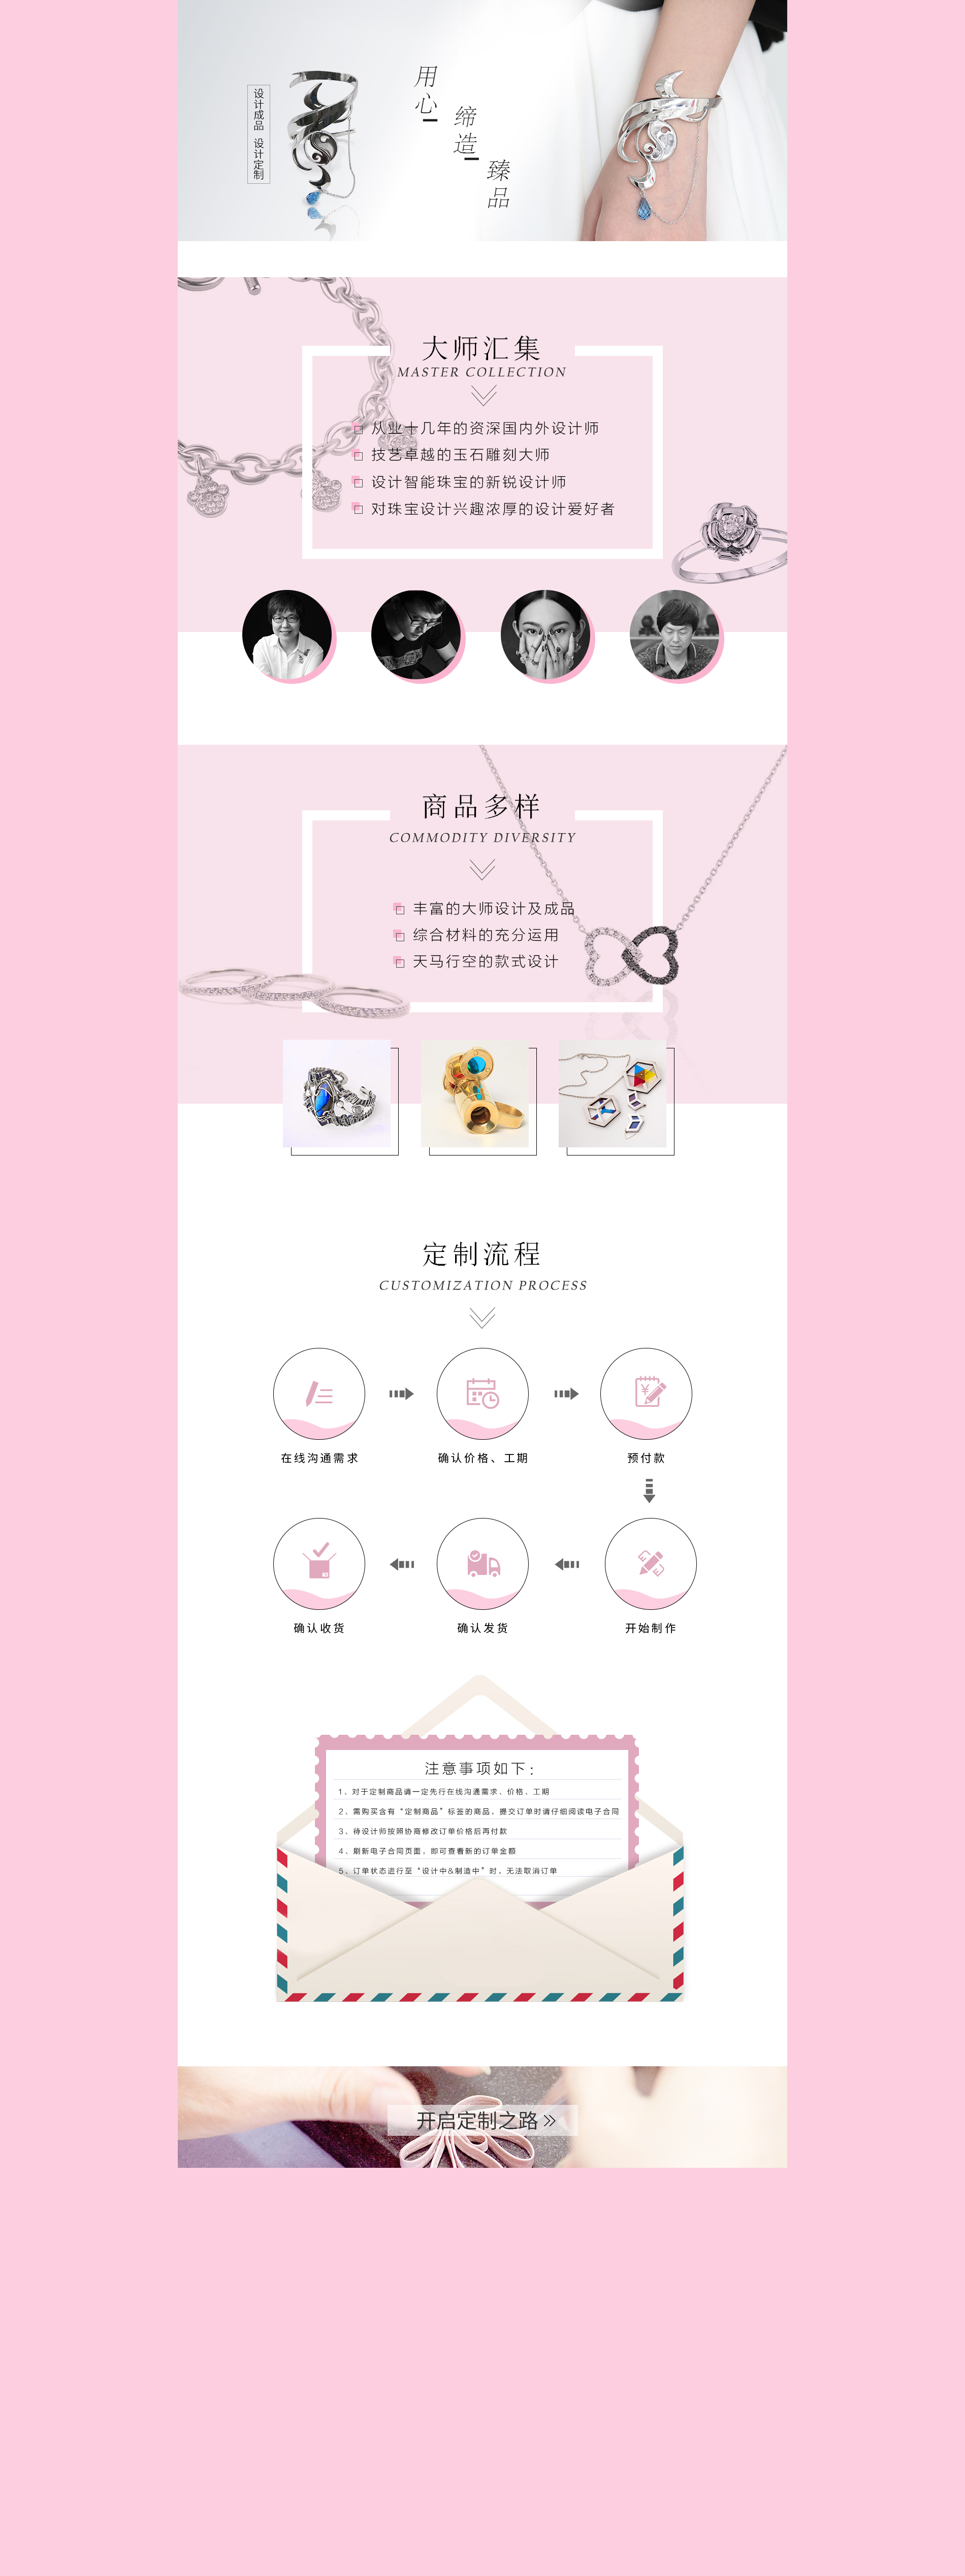 设计成品 设计定制
用心
缔造
臻品
大师汇集
MASTER COLLECTION
从业十几年的资深国内外设计师
技艺卓越的玉石雕刻大师
设计智能珠宝的新锐设计师
对珠宝设计兴趣浓厚的设计爱好者
商品多样
COMMODITY DIVERSITY
丰富的大师设计及成品
综合材料的充分运用
天马行空的款式设计
定制流程
CUSTOMIZATION PROCESS
在线沟通需求
确认价格、工期
预付款
确认收货
确认发货
开始制作
注意事项如下：
1、对于定制商品请一定先行在线沟通需求、价格、工期
2、需购买含有“定制商品”标签的商品，提交订单时请仔细阅读电子合同
3、待设计师按照协商修改订单价格后再付款
4、刷新电子合同页面，即可查看新的订单金额
5、订单状态进行至“设计中&制造中”时，无法取消订单
开启定制之路